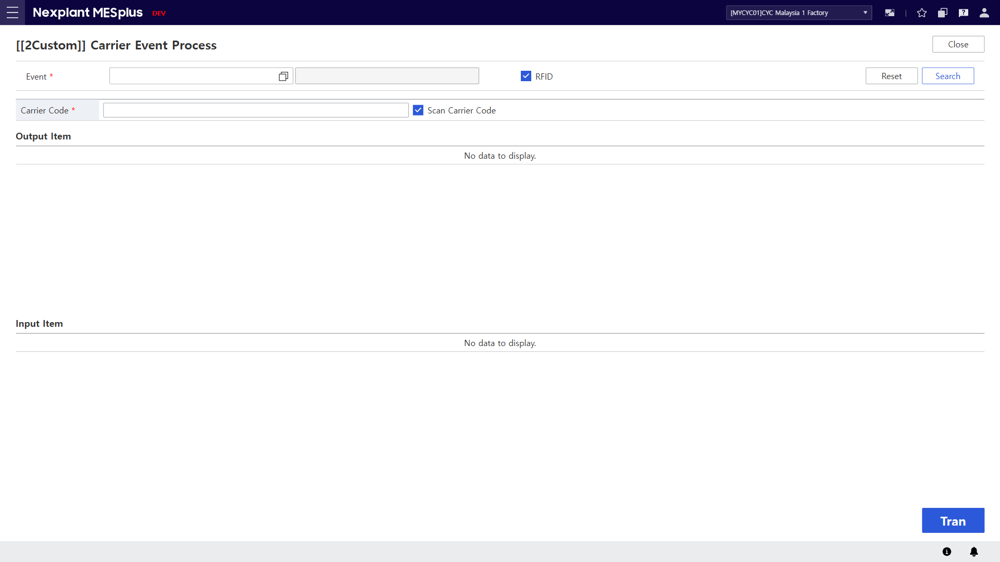 Nexplant MESplus DEV
[MYCYC01]CYC Malaysia 1 Factory
[[2Custom]] Carrier Event Process
Close
Event *
RFID
Reset
Search
Carrier Code *
Scan Carrier Code
Output Item
No data to display.
Input Item
No data to display.
Tran